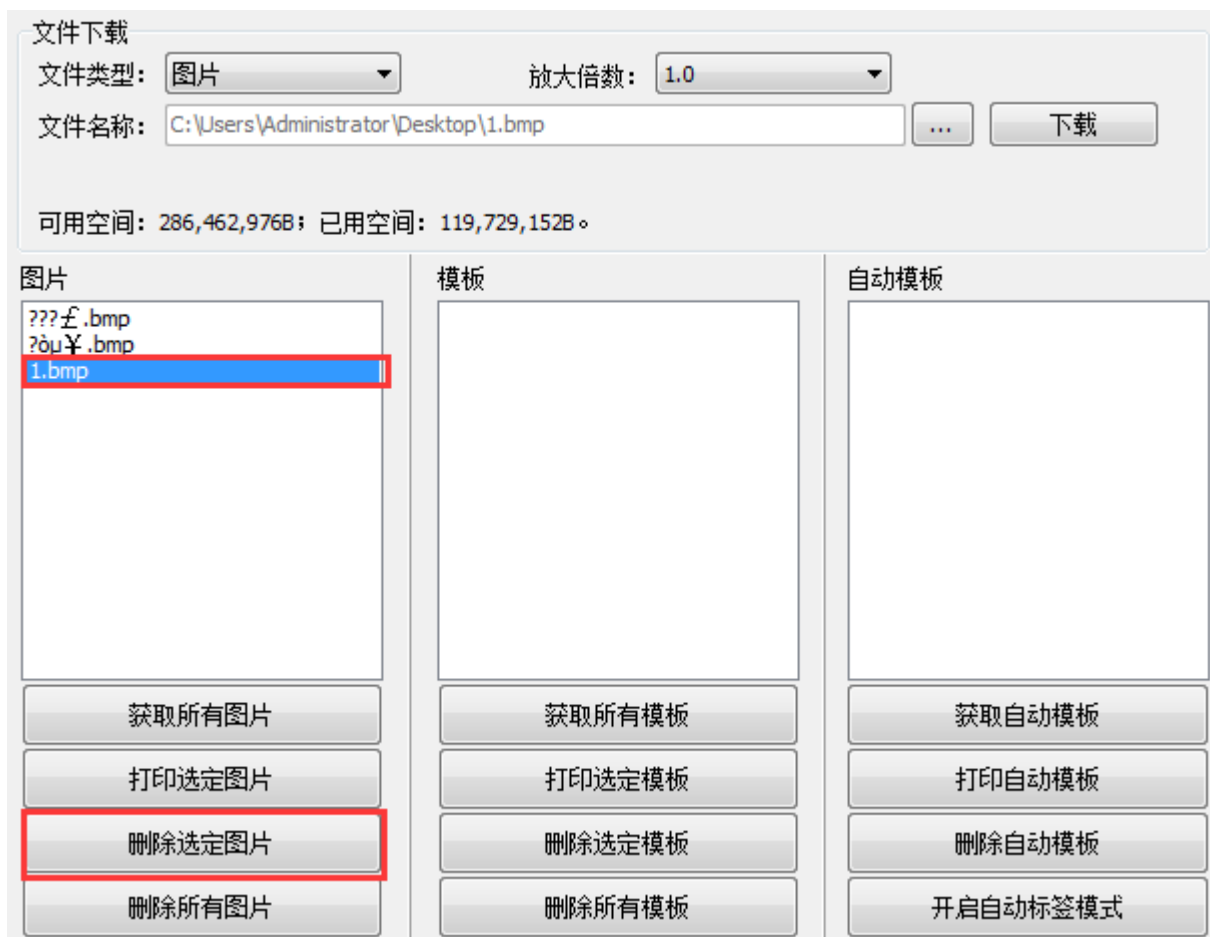 文件下载
文件类型： 图片 放大倍数： 1.0
文件名称： C:\Users\Administrator\Desktop\1.bmp ... 下载
可用空间：286,462,976B；已用空间：119,729,152B。
图片 模板 自动模板
???￡.bmp
?òµ¥.bmp
1.bmp
获取所有图片 获取所有模板 获取自动模板
打印选定图片 打印选定模板 打印自动模板
删除选定图片 删除选定模板 删除自动模板
删除所有图片 删除所有模板 开启自动标签模式